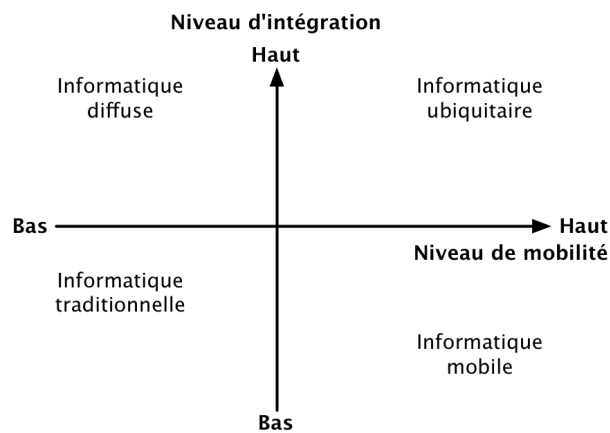 Niveau d'intégration
Haut
Informatique
diffuse
Informatique
ubiquitaire
Bas
Haut
Niveau de mobilité
Informatique
traditionnelle
Informatique
mobile
Bas